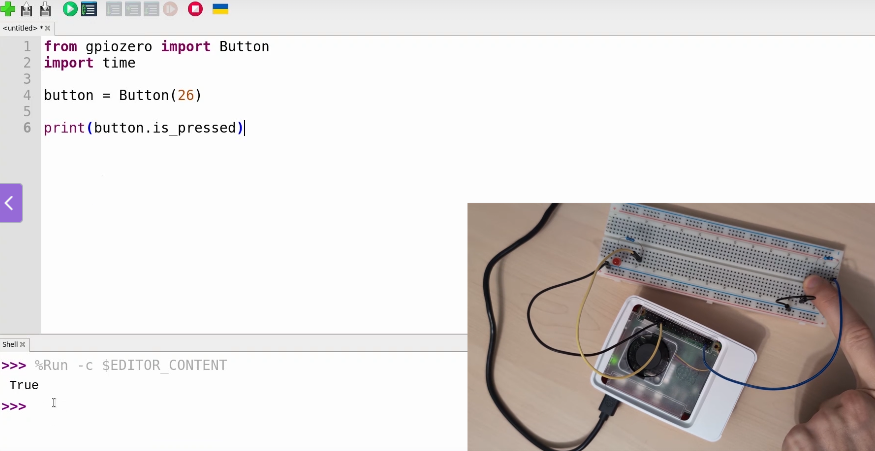 <untitled> *
1 from gpiozero import Button
2 import time
3
4 button = Button(26)
5
6 print(button.is_pressed)
Shell
>>> %Run -c $EDITOR_CONTENT
True
>>>